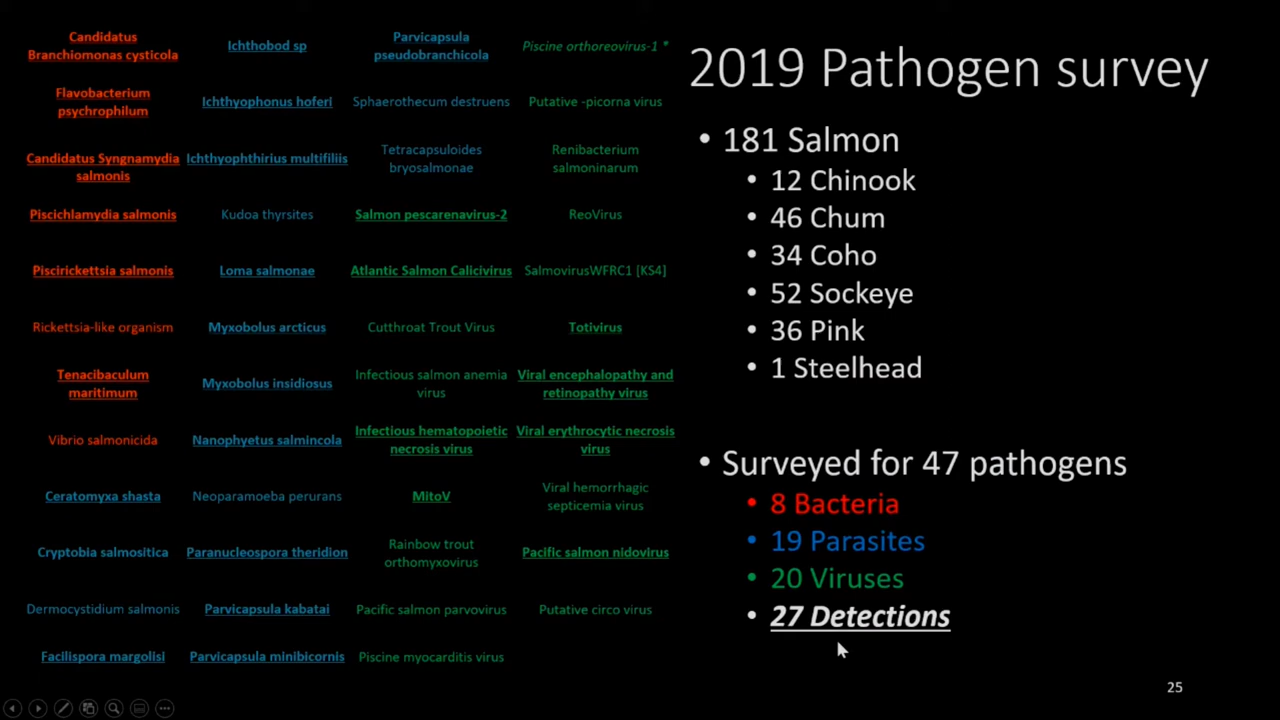 Candidatus
Branchiomonas cysticola
Flavobacterium
psychrophilum
Candidatus Syngnamydia
salmonis
Piscichlamydia salmonis
Piscirickettsia salmonis
Rickettsia-like organism
Tenacibaculum
maritimum
Vibrio salmonicida
Ceratomyxa shasta
Cryptobia salmositica
Dermocystidium salmonis
Facilispora margolisi
Ichthobod sp
Ichthyophonus hoferi
Ichthyophthirius multifiliis
Kudoa thyrsites
Loma salmonae
Myxobolus arcticus
Myxobolus insidiosus
Nanophyetus salmincola
Neoparamoeba perurans
Paranucleospora theridion
Parvicapsula kabatai
Parvicapsula minibicornis
Parvicapsula
pseudobranchicola
Sphaerothecum destruens
Tetracapsuloides
bryosalmonae
Salmon pescarenavirus-2
Atlantic Salmon Calicivirus
Cutthroat Trout Virus
Infectious salmon anemia
virus
Infectious hematopoietic
necrosis virus
MitoV
Rainbow trout
orthomyxovirus
Pacific salmon parvovirus
Piscine myocarditis virus
Piscine orthoreovirus-1 *
Putative -picorna virus
Renibacterium
salmoninarum
ReoVirus
SalmovirusWFRC1 [KS4]
Totivirus
Viral encephalopathy and
retinopathy virus
Viral erythrocytic necrosis
virus
Viral hemorrhagic
septicemia virus
Pacific salmon nidovirus
Putative circo virus
2019 Pathogen survey
• 181 Salmon
• 12 Chinook
• 46 Chum
• 34 Coho
• 52 Sockeye
• 36 Pink
• 1 Steelhead
• Surveyed for 47 pathogens
• 8 Bacteria
• 19 Parasites
• 20 Viruses
• 27 Detections
25